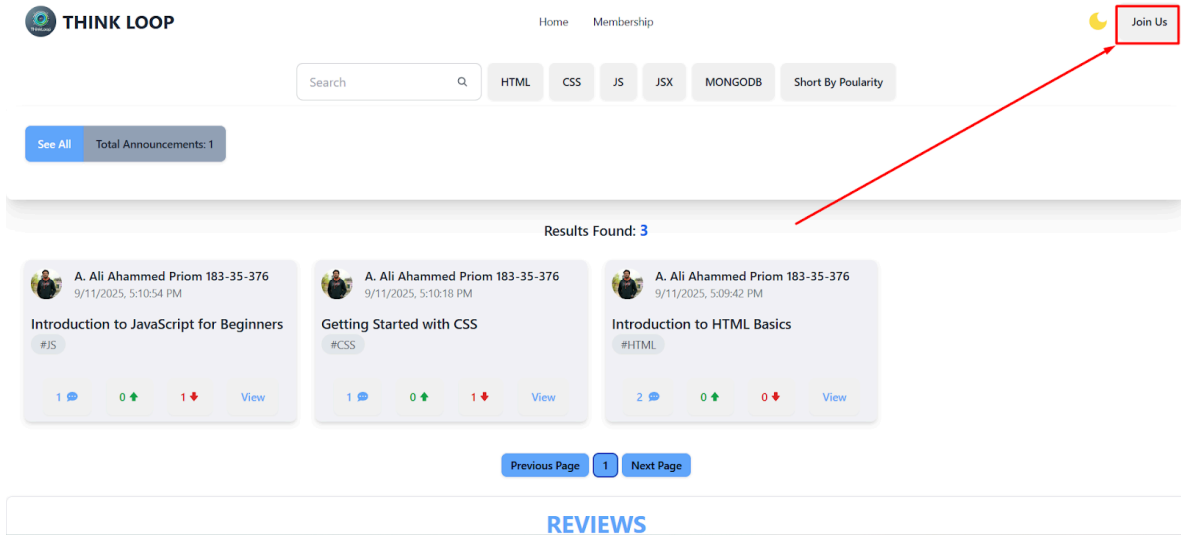 THINK LOOP
Home Membership
Join Us
Search
HTML CSS JS JSX MONGODB Short By Poularity
See All Total Announcements: 1
Results Found: 3
A. Ali Ahammed Priom 183-35-376
9/11/2025, 5:10:54 PM
Introduction to JavaScript for Beginners
#JS
1 0 1 View
A. Ali Ahammed Priom 183-35-376
9/11/2025, 5:10:18 PM
Getting Started with CSS
#CSS
1 0 1 View
A. Ali Ahammed Priom 183-35-376
9/11/2025, 5:09:42 PM
Introduction to HTML Basics
#HTML
2 0 0 View
Previous Page 1 Next Page
REVIEWS